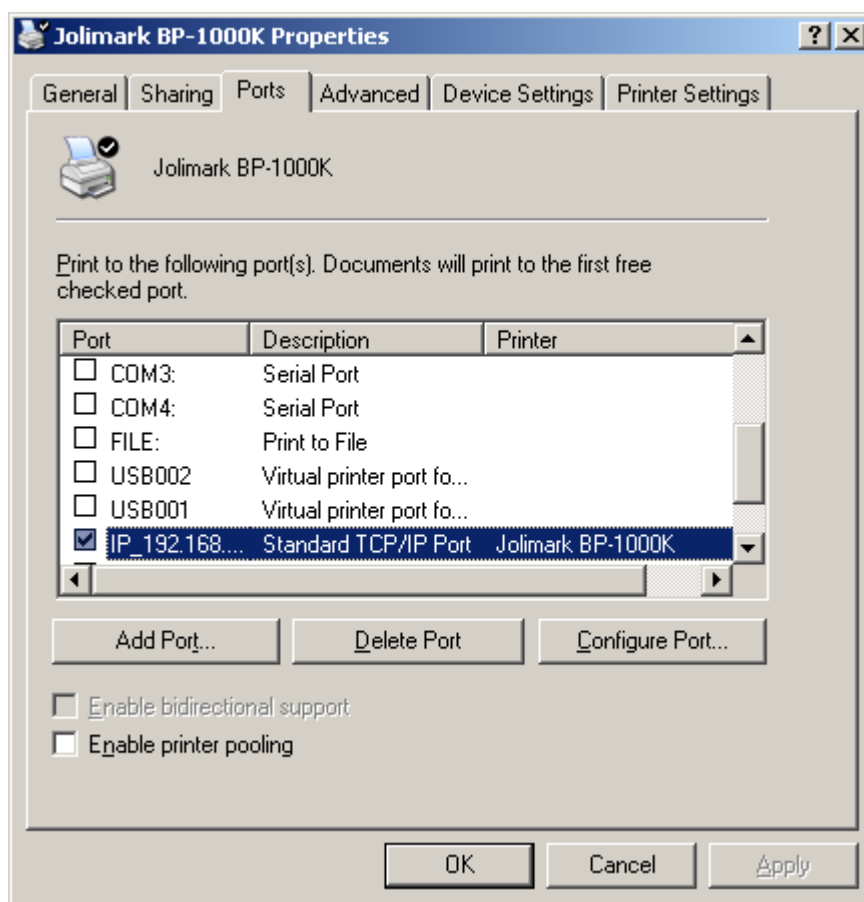 Jolimark BP-1000K Properties
General Sharing Ports Advanced Device Settings Printer Settings
Jolimark BP-1000K
Print to the following port(s). Documents will print to the first free
checked port.
Port Description Printer
COM3: Serial Port
COM4: Serial Port
FILE: Print to File
USB002 Virtual printer port fo...
USB001 Virtual printer port fo...
IP_192.168.... Standard TCP/IP Port Jolimark BP-1000K
Add Port... Delete Port Configure Port...
Enable bidirectional support
Enable printer pooling
OK Cancel Apply